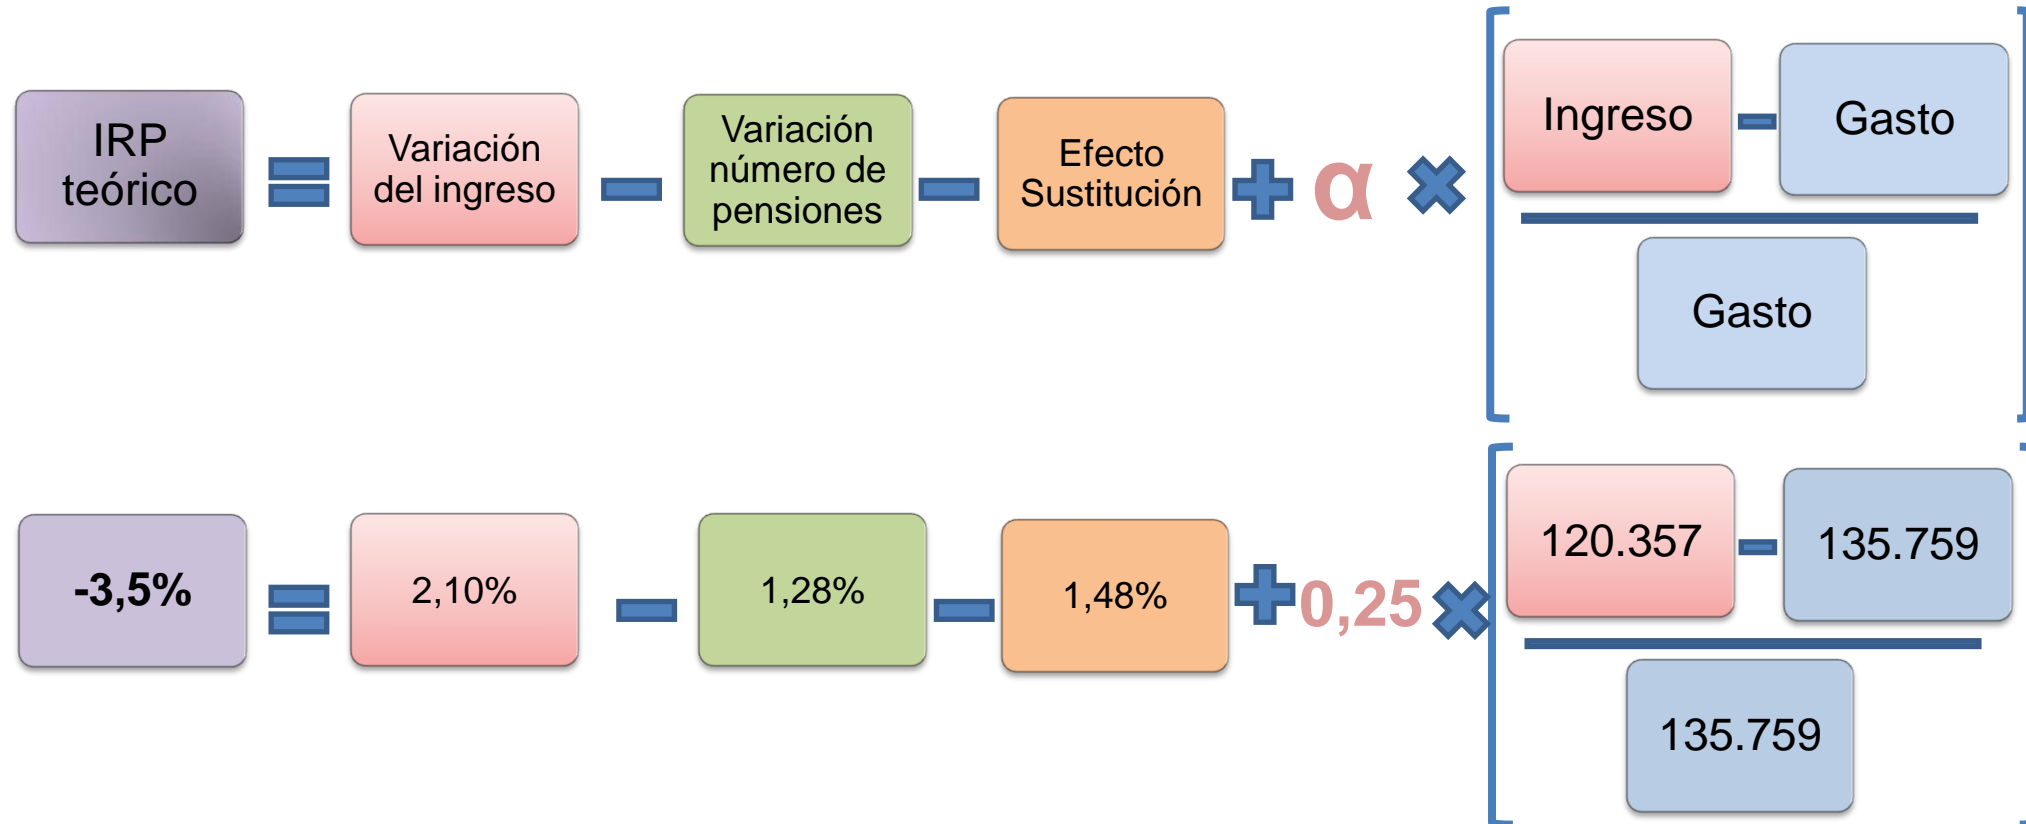 IRP
teórico
Variación
del ingreso
Variación
número de
pensiones
Efecto
Sustitución
α
Ingreso
Gasto
Gasto
-3,5%
2,10%
1,28%
1,48%
0,25
120.357
135.759
135.759